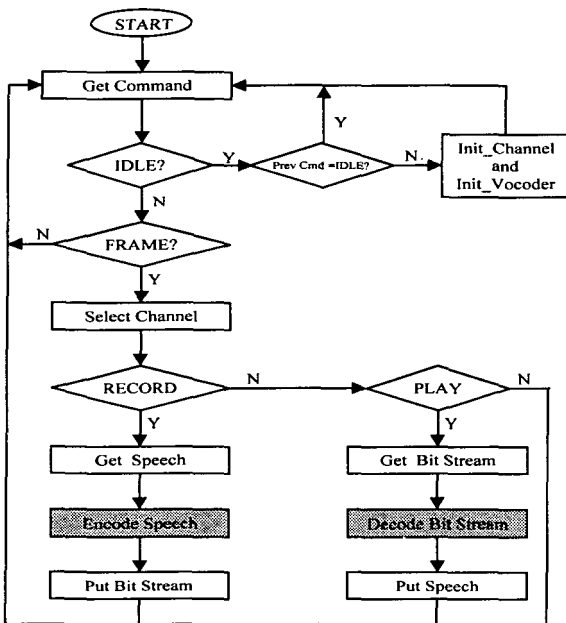 START
Get Command
IDLE?
Y
Prev Cmd =IDLE?
Y
N.
Init_Channel
and
Init_Vocoder
N
N
FRAME?
Y
Select Channel
RECORD
N
PLAY
N
Y
Y
Get Speech
Get Bit Stream
Encode Speech
Decode Bit Stream
Put Bit Stream
Put Speech